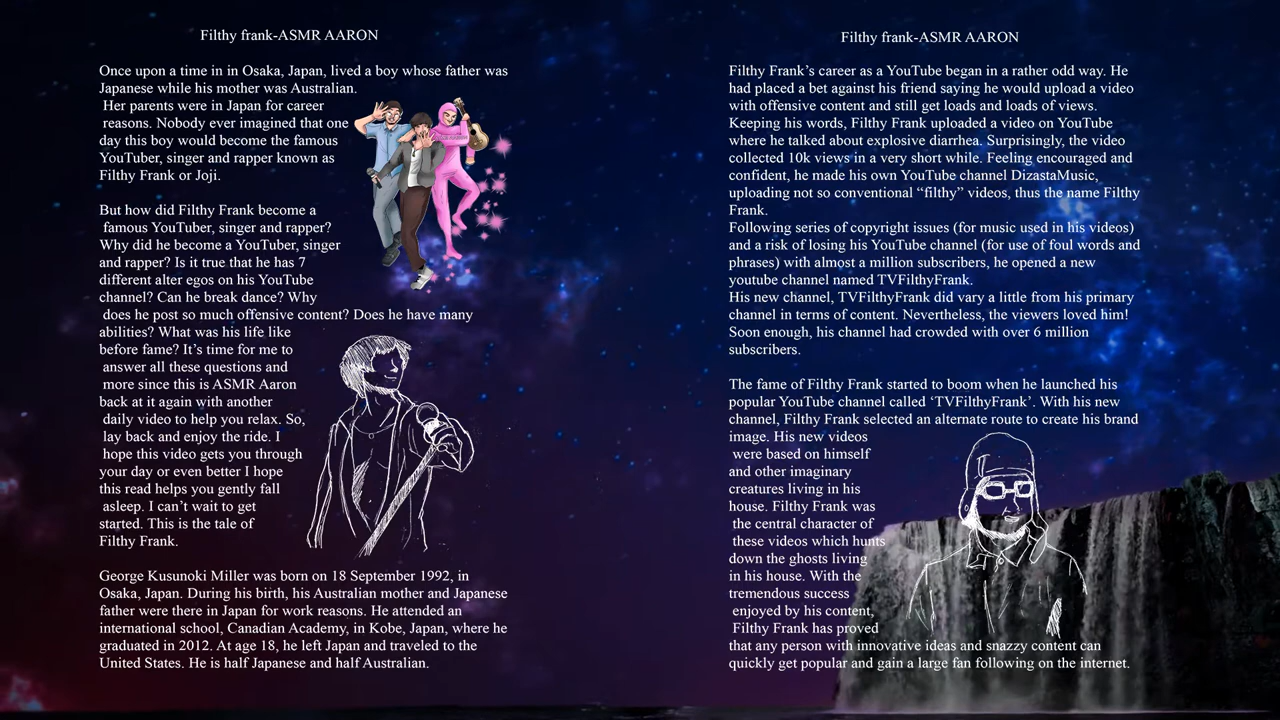 Filthy frank-ASMR AARON
Once upon a time in in Osaka, Japan, lived a boy whose father was
Japanese while his mother was Australian.
Her parents were in Japan for career
reasons. Nobody ever imagined that one
day this boy would become the famous
YouTuber, singer and rapper known as
Filthy Frank or Joji.
But how did Filthy Frank become a
famous YouTuber, singer and rapper?
Why did he become a YouTuber, singer
and rapper? Is it true that he has 7
different alter egos on his YouTube
channel? Can he break dance? Why
does he post so much offensive content? Does he have many
abilities? What was his life like
before fame? It’s time for me to
answer all these questions and
more since this is ASMR Aaron
back at it again with another
daily video to help you relax. So,
lay back and enjoy the ride. I
hope this video gets you through
your day or even better I hope
this read helps you gently fall
asleep. I can’t wait to get
started. This is the tale of
Filthy Frank.
George Kusunoki Miller was born on 18 September 1992, in
Osaka, Japan. During his birth, his Australian mother and Japanese
father were there in Japan for work reasons. He attended an
international school, Canadian Academy, in Kobe, Japan, where he
graduated in 2012. At age 18, he left Japan and traveled to the
United States. He is half Japanese and half Australian.
Filthy frank-ASMR AARON
Filthy Frank’s career as a YouTube began in a rather odd way. He
had placed a bet against his friend saying he would upload a video
with offensive content and still get loads and loads of views.
Keeping his words, Filthy Frank uploaded a video on YouTube
where he talked about explosive diarrhea. Surprisingly, the video
collected 10k views in a very short while. Feeling encouraged and
confident, he made his own YouTube channel DizastaMusic,
uploading not so conventional “filthy” videos, thus the name Filthy
Frank.
Following series of copyright issues (for music used in his videos)
and a risk of losing his YouTube channel (for use of foul words and
phrases) with almost a million subscribers, he opened a new
youtube channel named TVFilthyFrank.
His new channel, TVFilthyFrank did vary a little from his primary
channel in terms of content. Nevertheless, the viewers loved him!
Soon enough, his channel had crowded with over 6 million
subscribers.
The fame of Filthy Frank started to boom when he launched his
popular YouTube channel called ‘TVFilthyFrank’. With his new
channel, Filthy Frank selected an alternate route to create his brand
image. His new videos
were based on himself
and other imaginary
creatures living in his
house. Filthy Frank was
the central character of
these videos which hunts
down the ghosts living
in his house. With the
tremendous success
enjoyed by his content,
Filthy Frank has proved
that any person with innovative ideas and snazzy content can
quickly get popular and gain a large fan following on the internet.